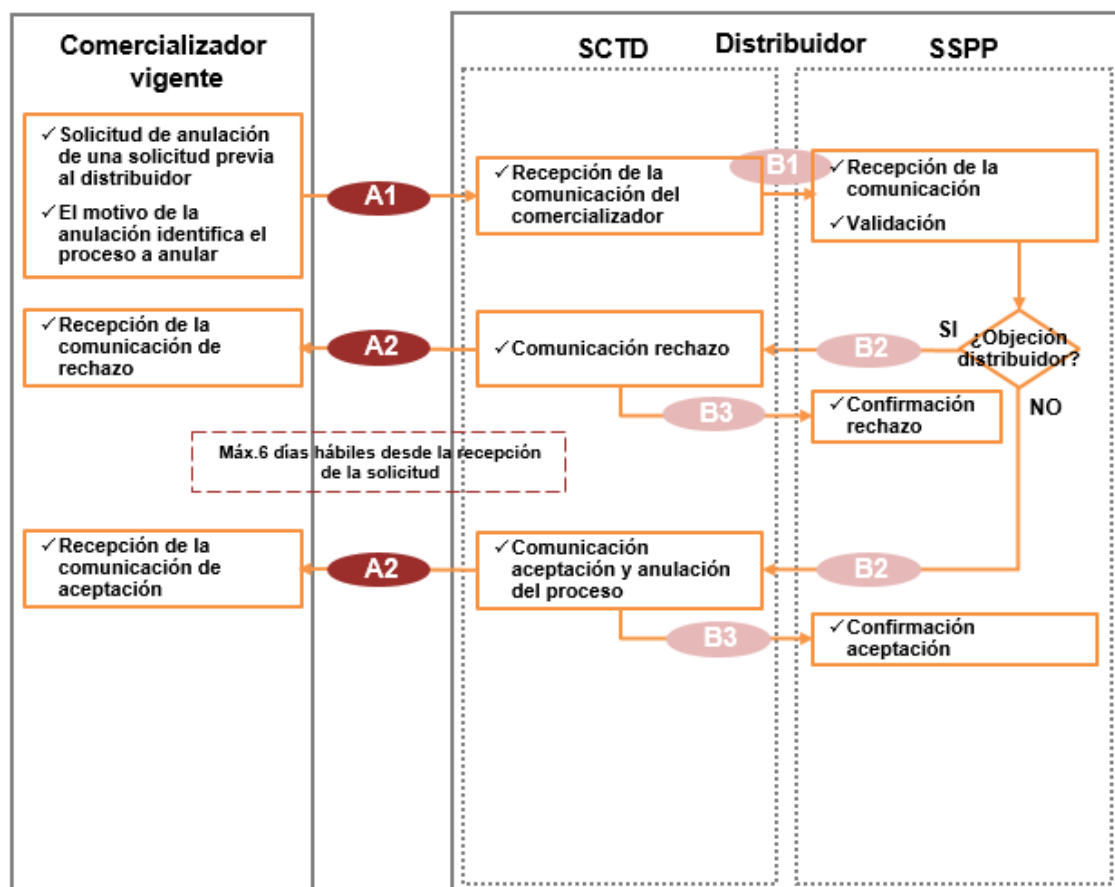 Comercializador
vigente
Distribuidor
SCTD
SSPP
✓ Solicitud de anulación
de una solicitud previa
al distribuidor
✓ El motivo de la
anulación identifica el
proceso a anular
A1
✓ Recepción de la
comunicación del
comercializador
B1
✓ Recepción de la
comunicación
✓ Validación
✓ Recepción de la
comunicación de
rechazo
A2
✓ Comunicación rechazo
B2
SI
¿Objeción
distribuidor?
NO
B3
✓ Confirmación
rechazo
Máx.6 días hábiles desde la recepción
de la solicitud
✓ Recepción de la
comunicación de
aceptación
A2
✓ Comunicación
aceptación y anulación
del proceso
B2
B3
✓ Confirmación
aceptación